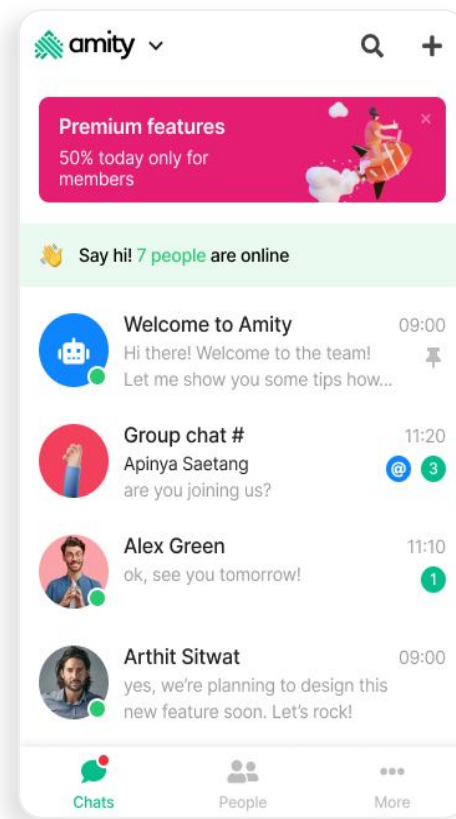 amity
Premium features
50% today only for
members
Say hi! 7 people are online
Welcome to Amity
09:00
Hi there! Welcome to the team!
Let me show you some tips how...
Group chat #
11:20
Apinya Saetang
@ 3
are you joining us?
Alex Green
11:10
ok, see you tomorrow!
1
Arthit Sitwat
09:00
yes, we're planning to design this
new feature soon. Let's rock!
Chats
People
More